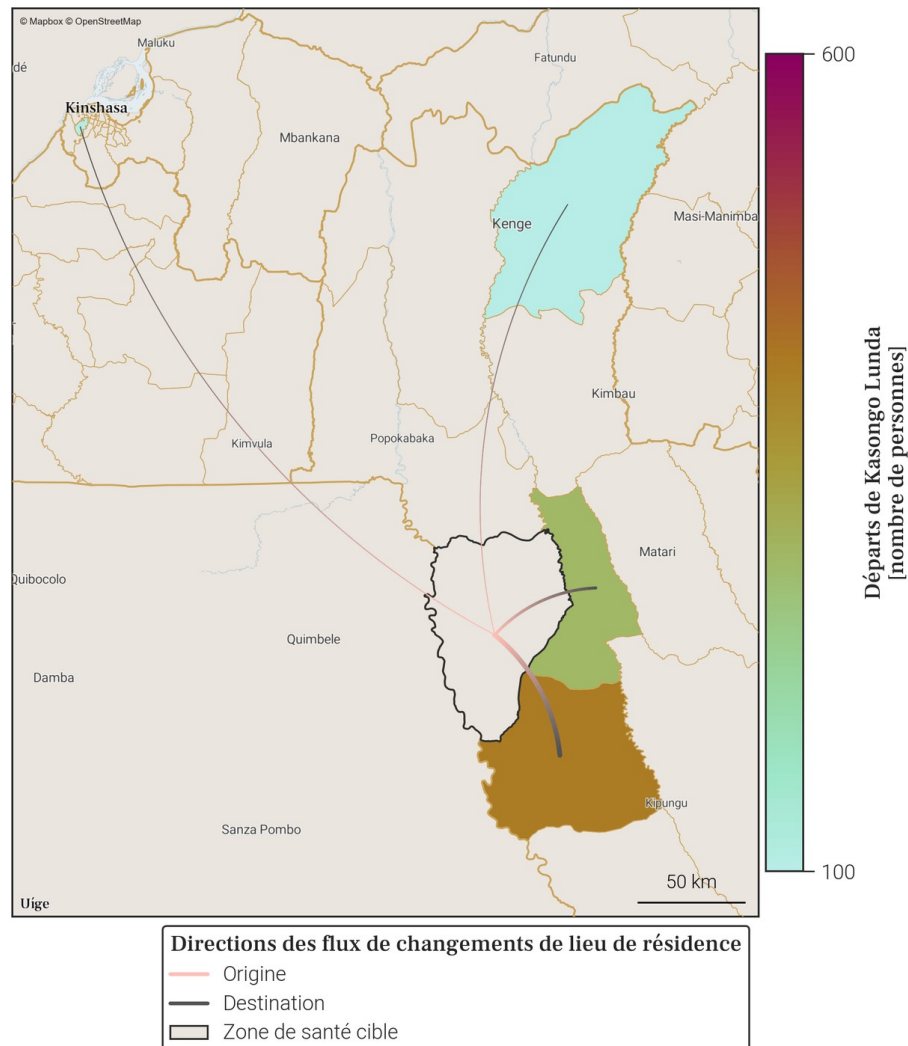 © Mapbox © OpenStreetMap
Maluku
Fatundu
dé
Kinshasa
Mbankana
Kenge
Masi-Manimba
Kimbau
Kimvula
Popokabaka
Matari
Quibocolo
Quimbele
Damba
Kipungu
Sanza Pombo
50 km
Uíge
600
100
Départs de Kasongo Lunda
[nombre de personnes]
Directions des flux de changements de lieu de résidence
Origine
Destination
Zone de santé cible